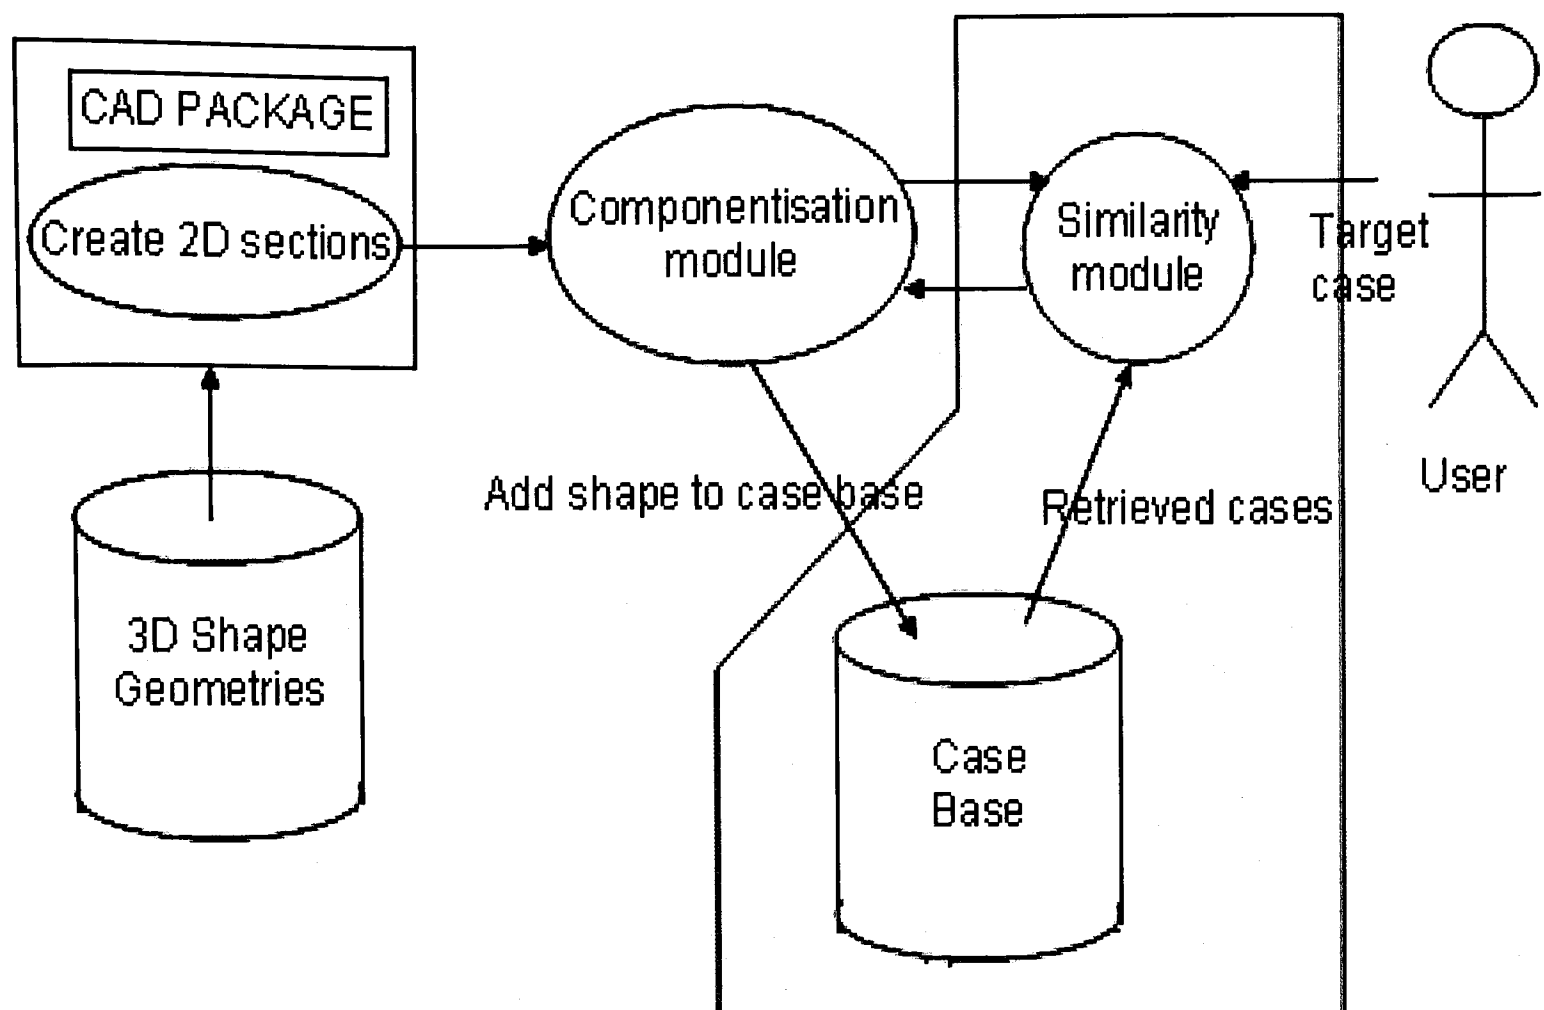 CAD PACKAGE
Create 2D sections
Componentisation
module
Similarity
module
Target
case
User
Add shape to case base
Retrieved cases
3D Shape
Geometries
Case
Base